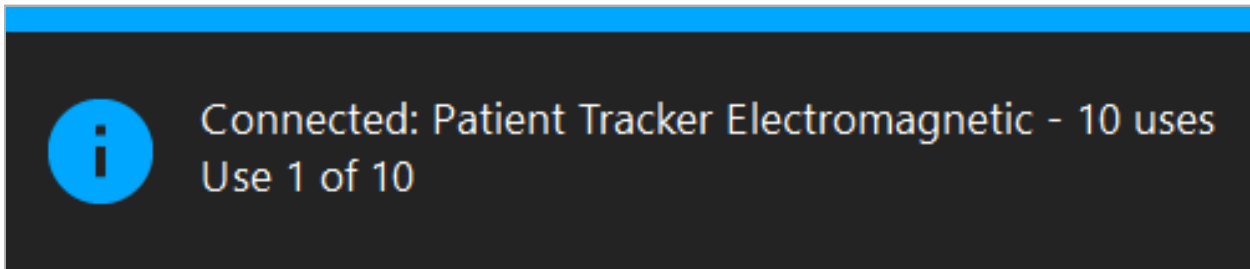 Connected: Patient Tracker Electromagnetic - 10 uses
Use 1 of 10